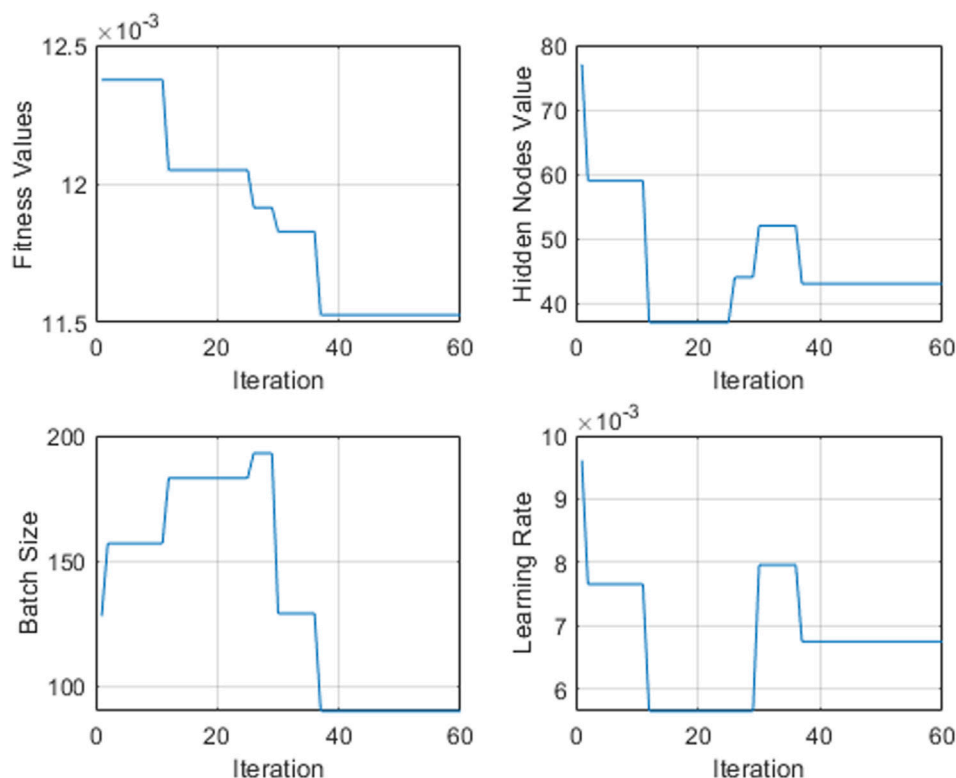 ×10⁻³
12.5
12
11.5
Fitness Values
0 20 40 60
Iteration
80
70
60
50
40
Hidden Nodes Value
0 20 40 60
Iteration
200
150
100
Batch Size
0 20 40 60
Iteration
×10⁻³
10
9
8
7
6
Learning Rate
0 20 40 60
Iteration